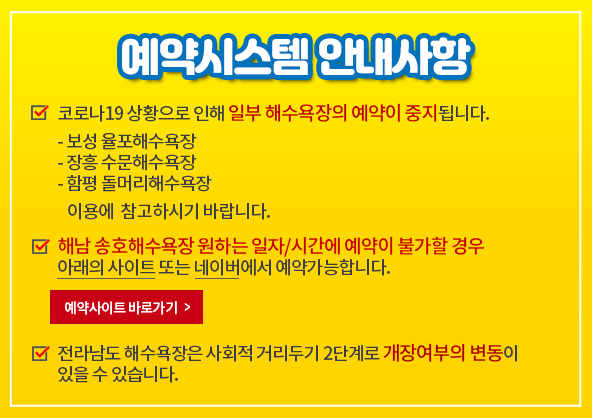 예약시스템 안내사항
코로나19 상황으로 인해 일부 해수욕장의 예약이 중지됩니다.
- 보성 율포해수욕장
- 장흥 수문해수욕장
- 함평 돌머리해수욕장
이용에 참고하시기 바랍니다.
해남 송호해수욕장 원하는 일자/시간에 예약이 불가할 경우
아래의 사이트 또는 네이버에서 예약가능합니다.
예약사이트 바로가기 >
전라남도 해수욕장은 사회적 거리두기 2단계로 개장여부의 변동이
있을 수 있습니다.